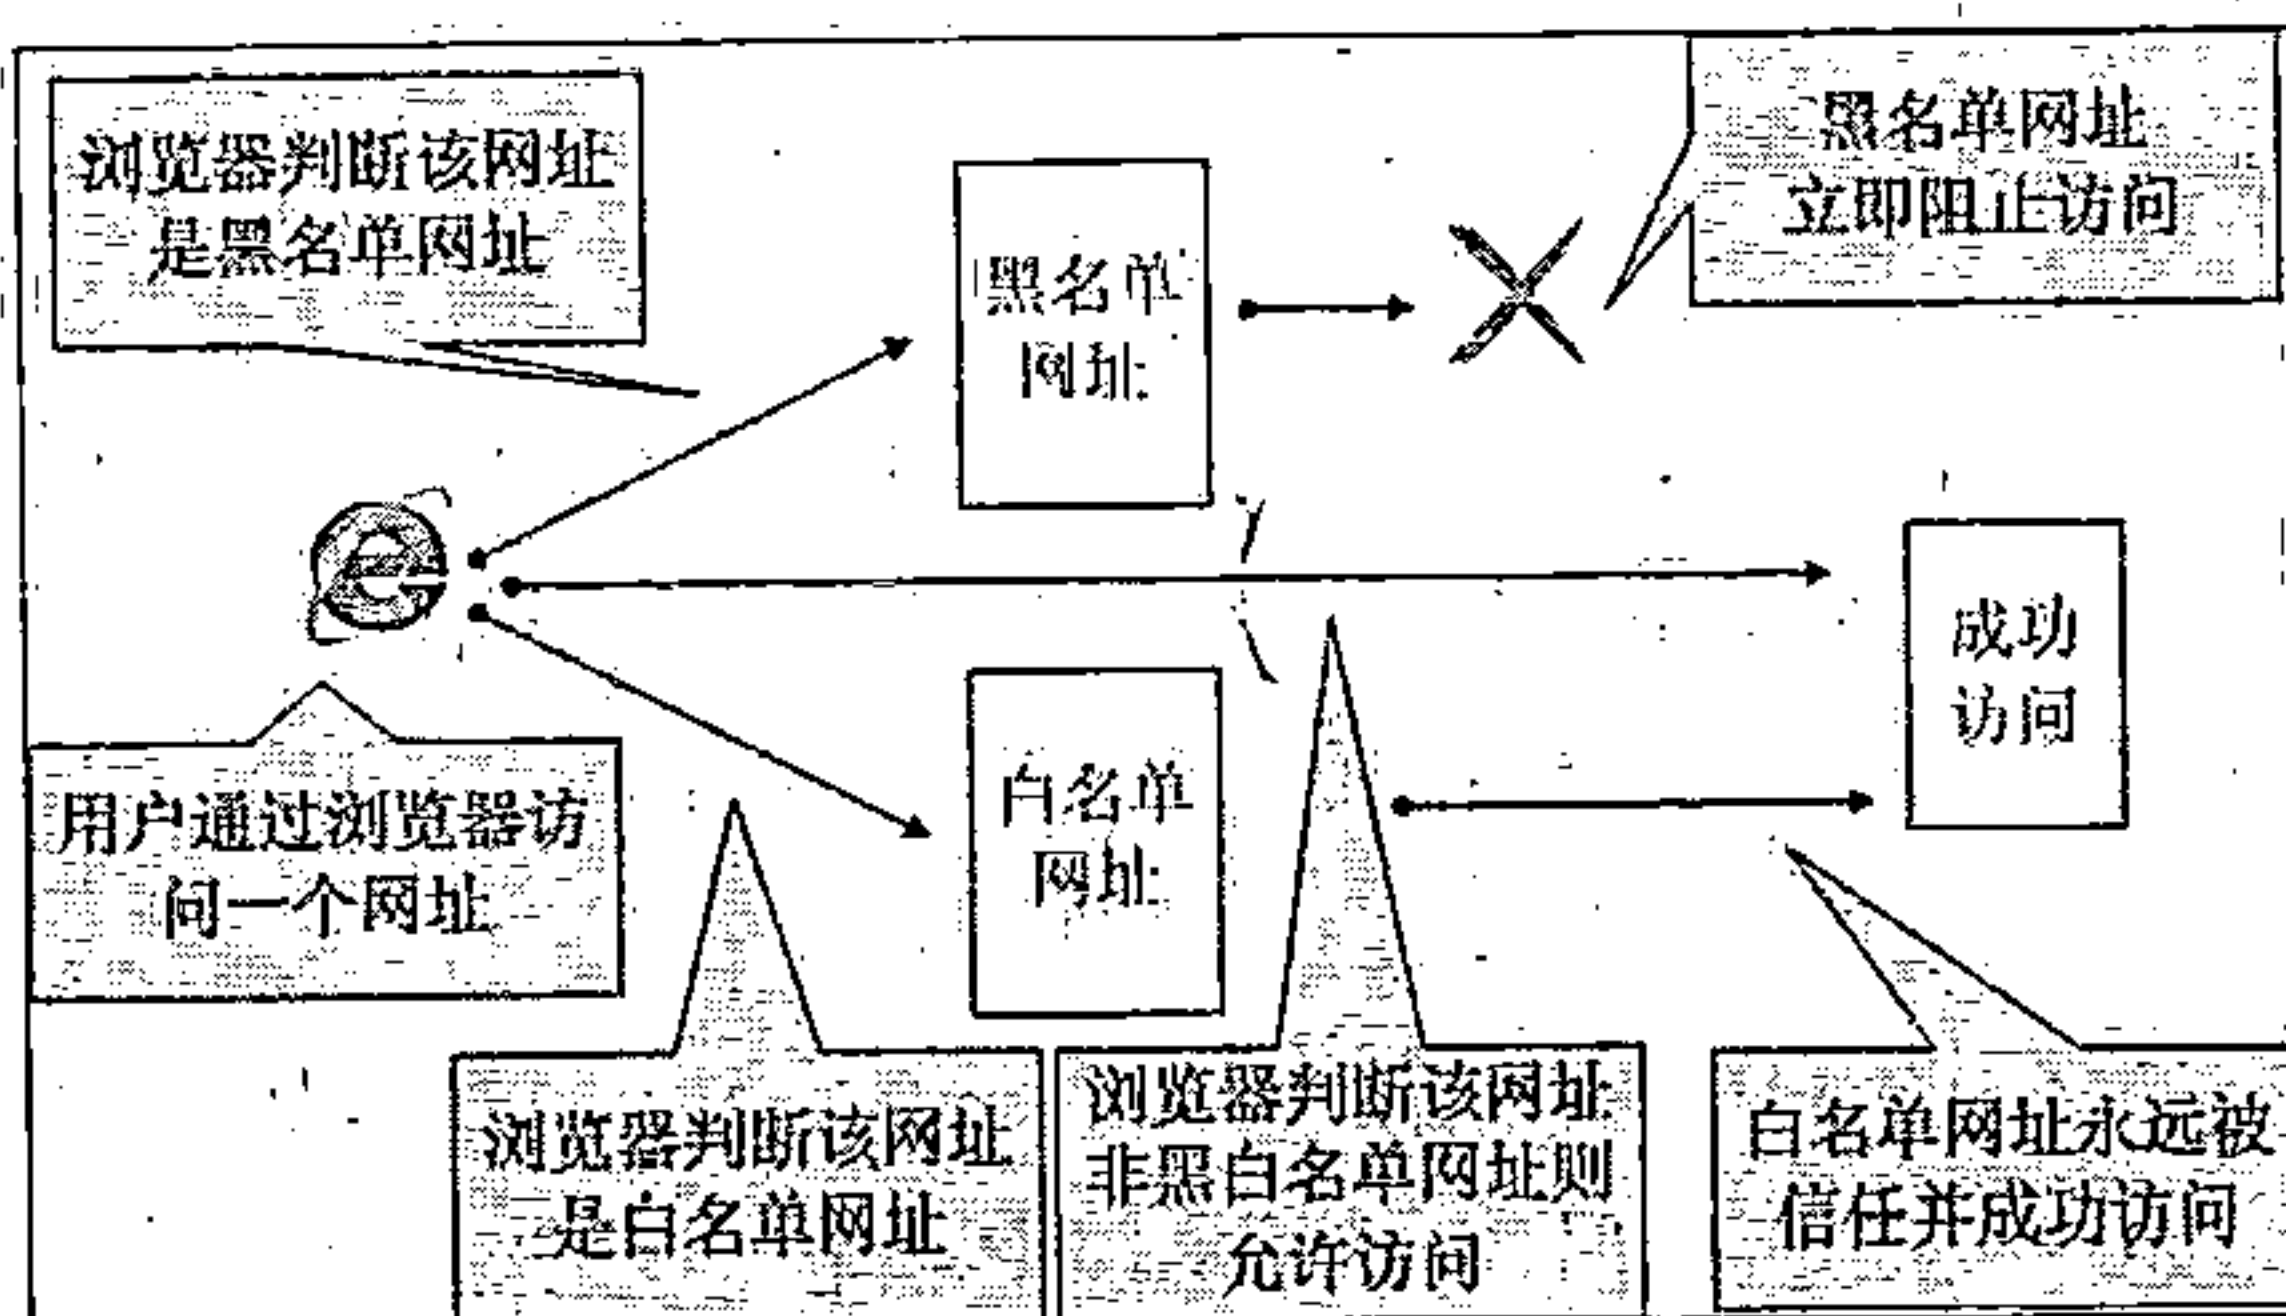 浏览器判断该网址
是黑名单网址
黑名单
网址
黑名单网址
立即阻止访问
成功
访问
用户通过浏览器访
问一个网址
白名单
网址
浏览器判断该网址
是白名单网址
浏览器判断该网址
非黑白名单网址则
允许访问
白名单网址永远被
信任并成功访问